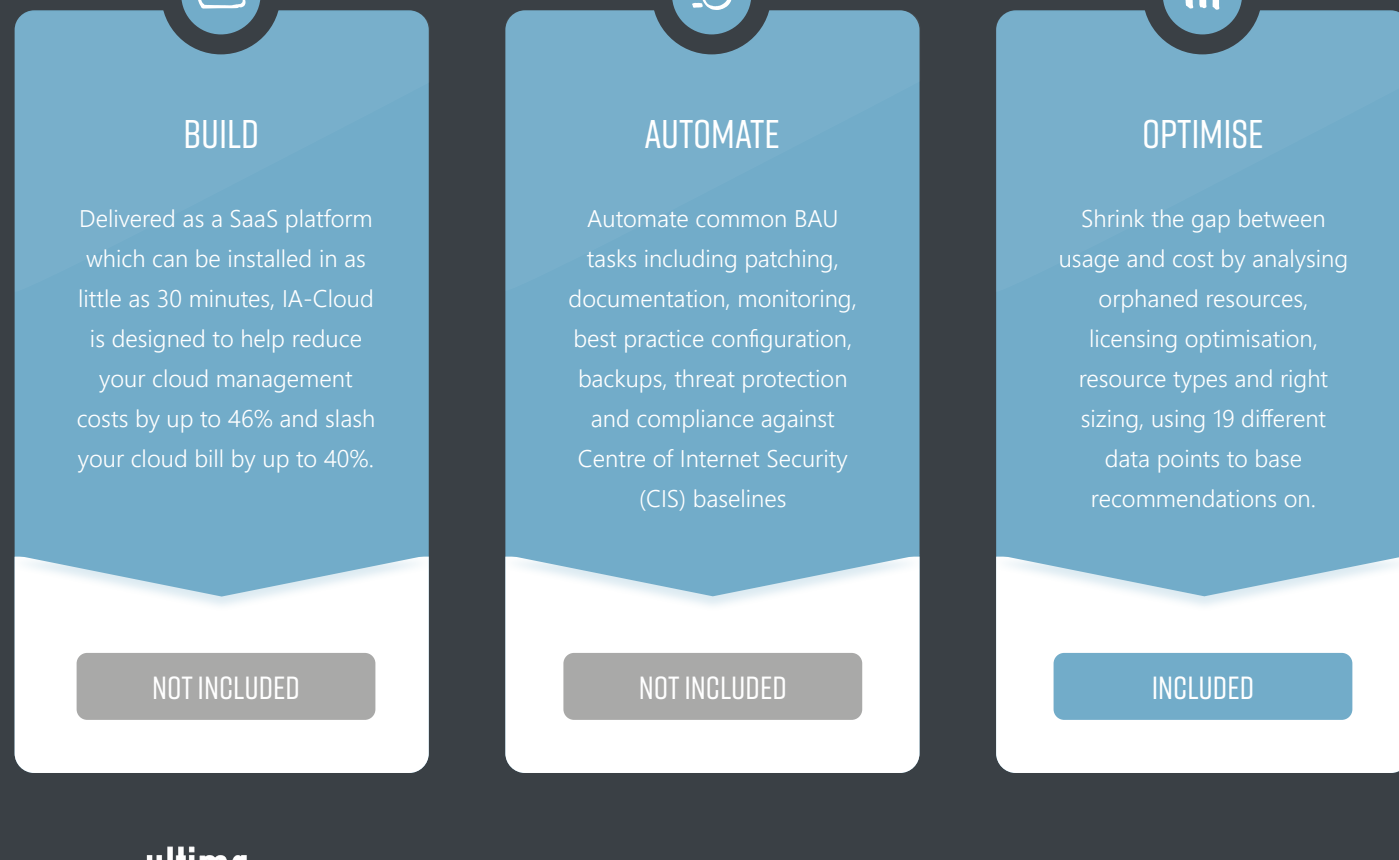 BUILD
Delivered as a SaaS platform
which can be installed in as
little as 30 minutes, IA-Cloud
is designed to help reduce
your cloud management
costs by up to 46% and slash
your cloud bill by up to 40%.
NOT INCLUDED
AUTOMATE
Automate common BAU
tasks including patching,
documentation, monitoring,
best practice configuration,
backups, threat protection
and compliance against
Centre of Internet Security
(CIS) baselines
NOT INCLUDED
OPTIMISE
Shrink the gap between
usage and cost by analysing
orphaned resources,
licensing optimisation,
resource types and right
sizing, using 19 different
data points to base
recommendations on.
INCLUDED
ultima